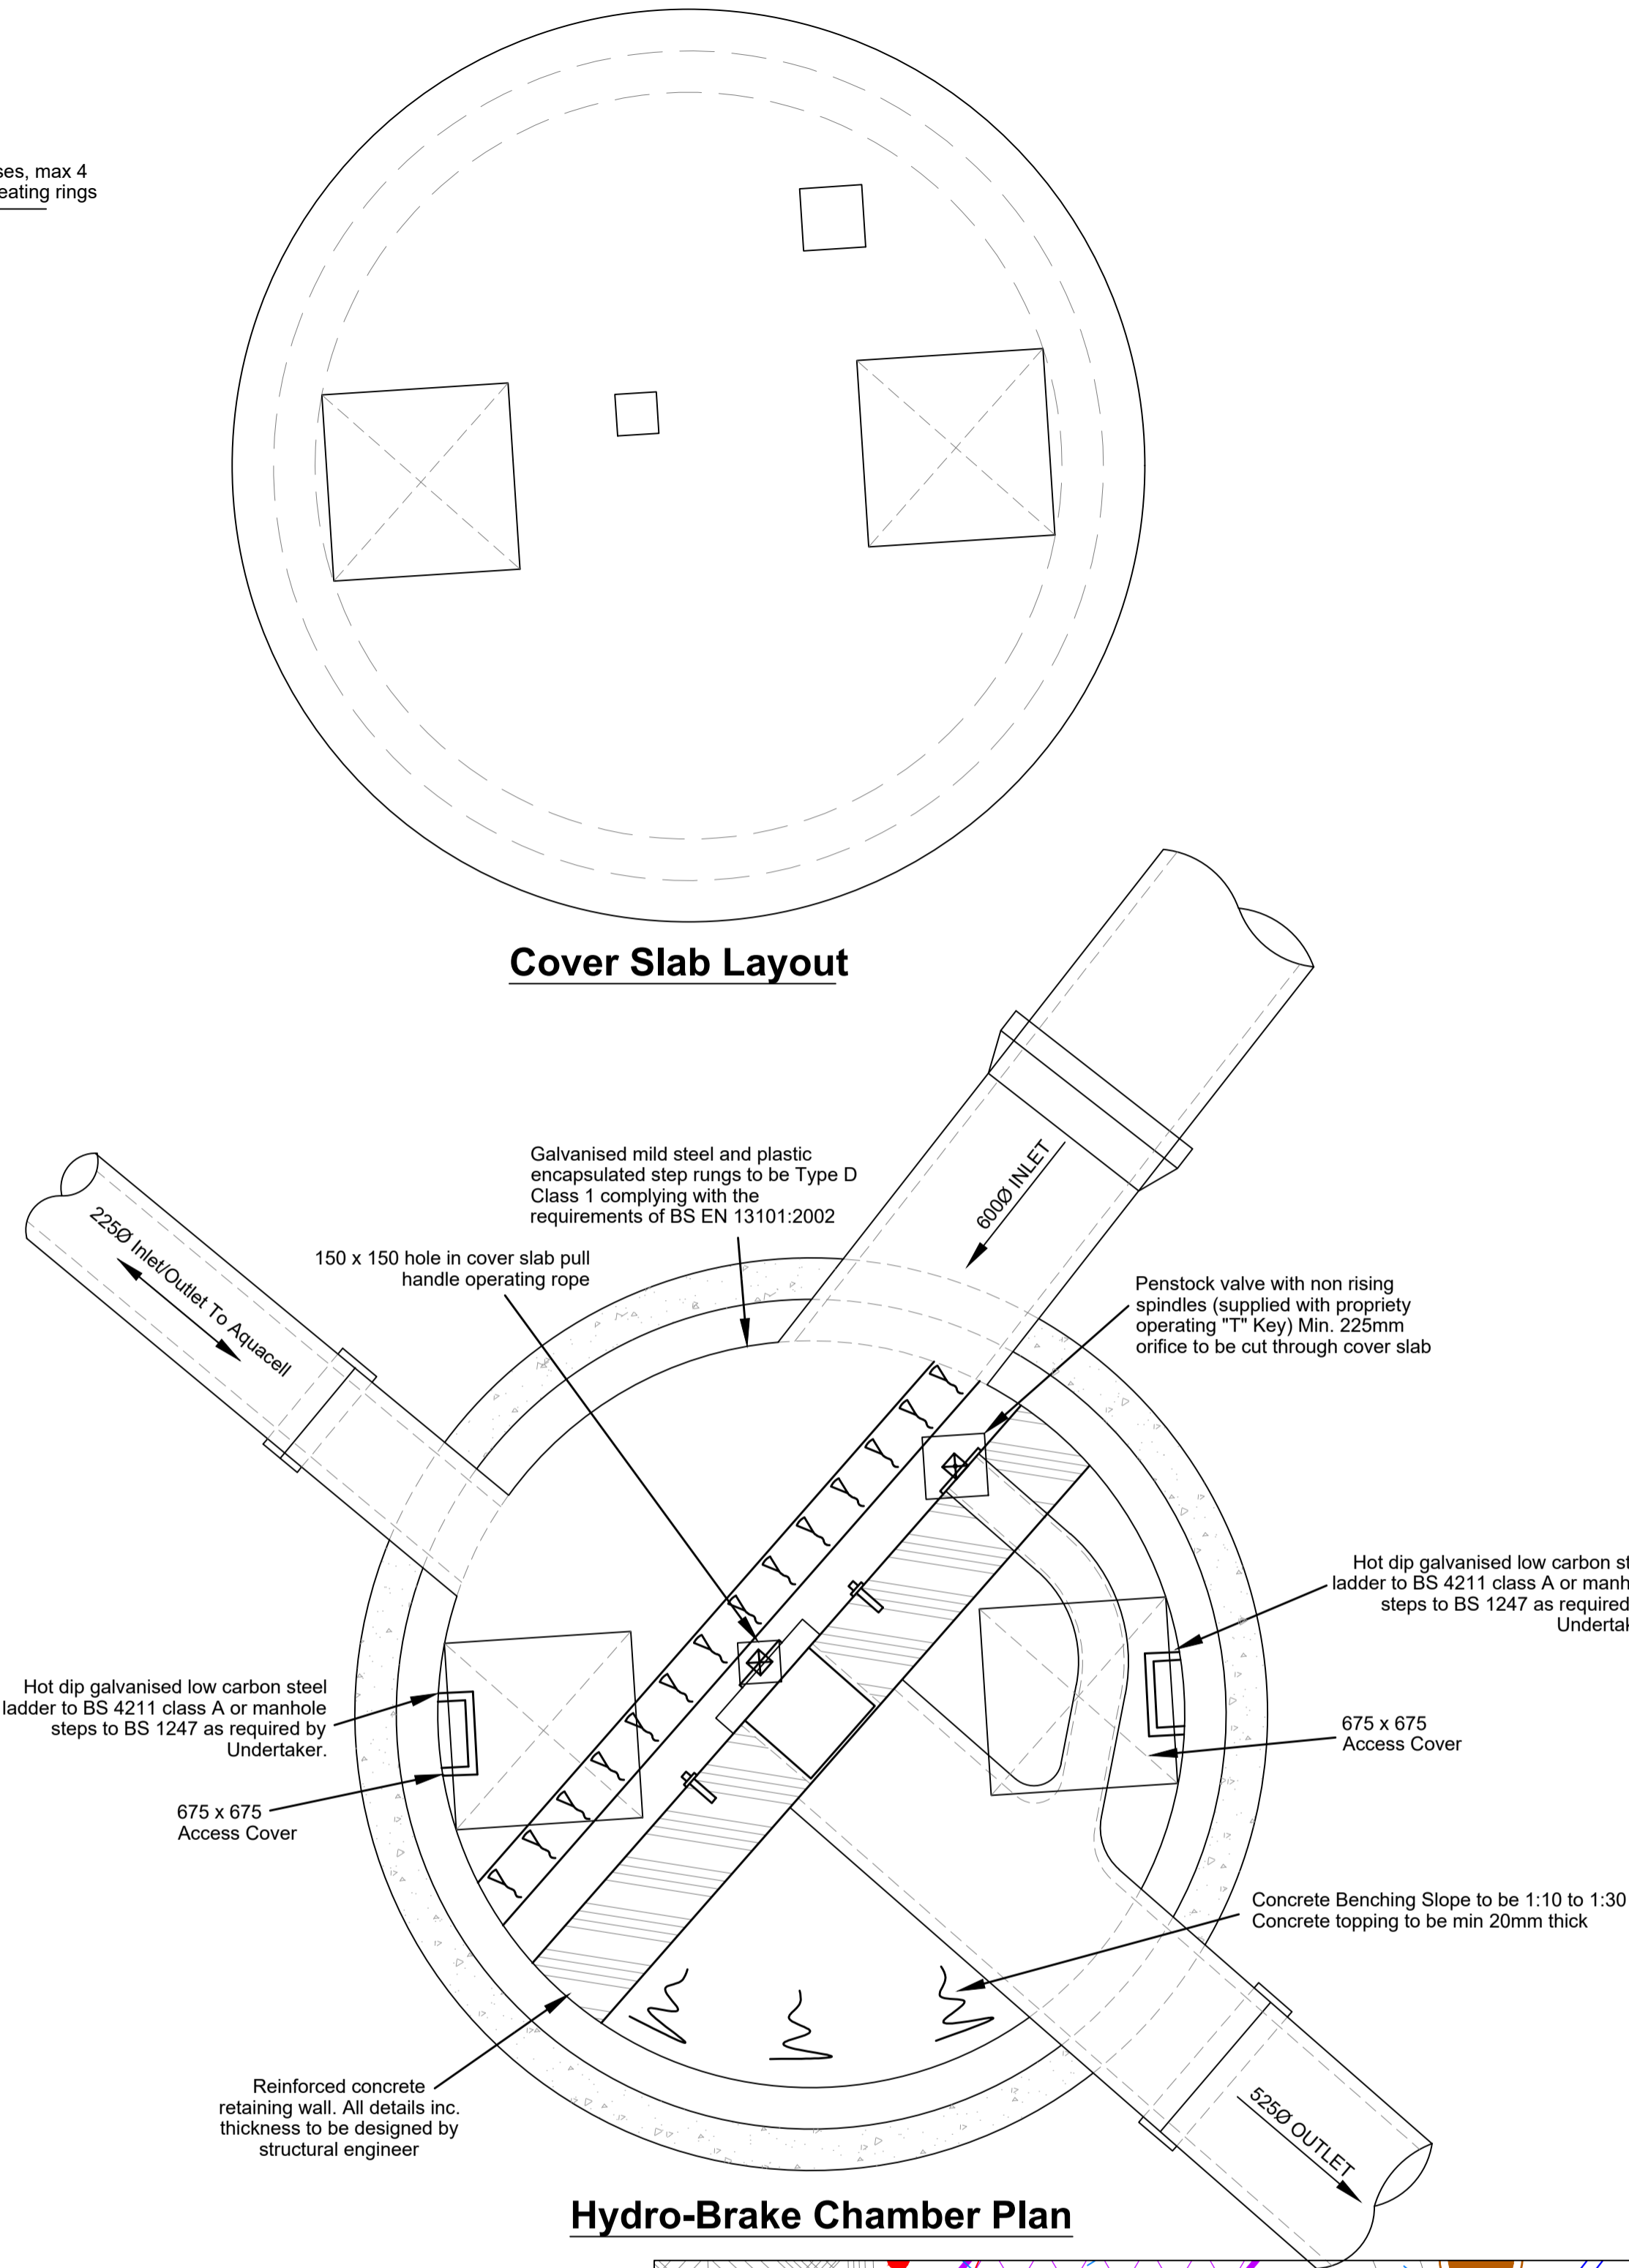 ses, max 4
eating rings
Cover Slab Layout
600Ø INLET
Galvanised mild steel and plastic
encapsulated step rungs to be Type D
Class 1 complying with the
requirements of BS EN 13101:2002
225Ø Inlet/Outlet To Aquacell
150 x 150 hole in cover slab pull
handle operating rope
Penstock valve with non rising
spindles (supplied with propriety
operating "T" Key) Min. 225mm
orifice to be cut through cover slab
Hot dip galvanised low carbon st
ladder to BS 4211 class A or manh
steps to BS 1247 as required
Undertak
Hot dip galvanised low carbon steel
ladder to BS 4211 class A or manhole
steps to BS 1247 as required by
Undertaker.
675 x 675
Access Cover
675 x 675
Access Cover
Concrete Benching Slope to be 1:10 to 1:30
Concrete topping to be min 20mm thick
Reinforced concrete
retaining wall. All details inc.
thickness to be designed by
structural engineer
525Ø OUTLET
Hydro-Brake Chamber Plan